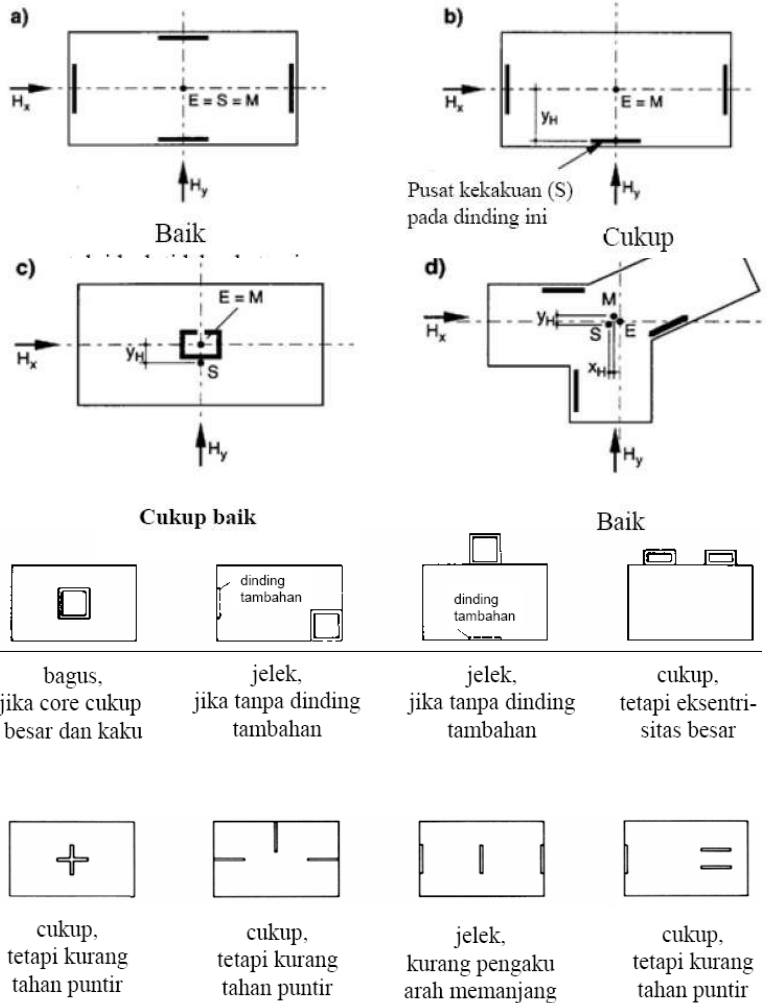 a)
Hx
E = S = M
Hy
Baik
b)
Hx
yH
E = M
Pusat kekakuan (S)
pada dinding ini
Hy
Cukup
c)
E = M
Hx
yH
S
Hy
Cukup baik
d)
M
Hx
yH
S
E
xH
Hy
Baik
bagus,
jika core cukup
besar dan kaku
dinding
tambahan
jelek,
jika tanpa dinding
tambahan
dinding
tambahan
jelek,
jika tanpa dinding
tambahan
cukup,
tetapi eksentri-
sitas besar
cukup,
tetapi kurang
tahan puntir
cukup,
tetapi kurang
tahan puntir
jelek,
kurang pengaku
arah memanjang
cukup,
tetapi kurang
tahan puntir